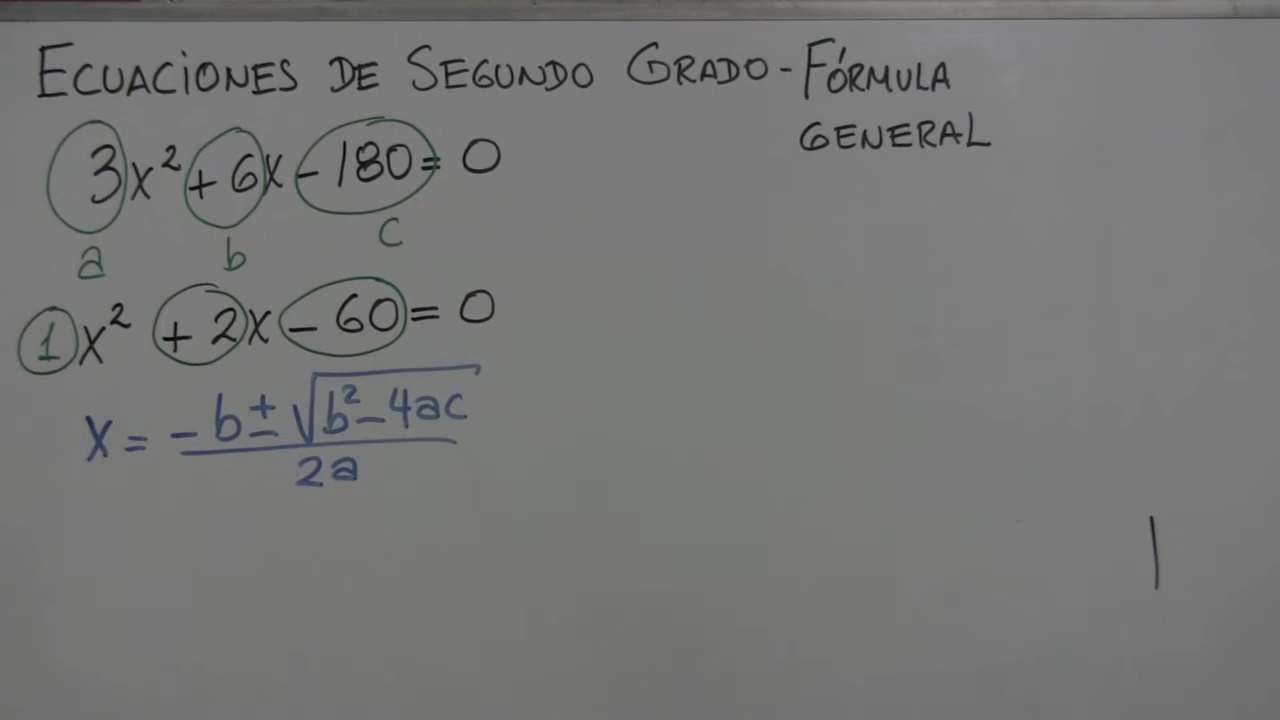 ECUACIONES DE SEGUNDO GRADO - FÓRMULA
GENERAL
3x² + 6x - 180 = 0
a b c
1x² + 2x - 60 = 0
x = -b ± √(b² - 4ac) / 2a